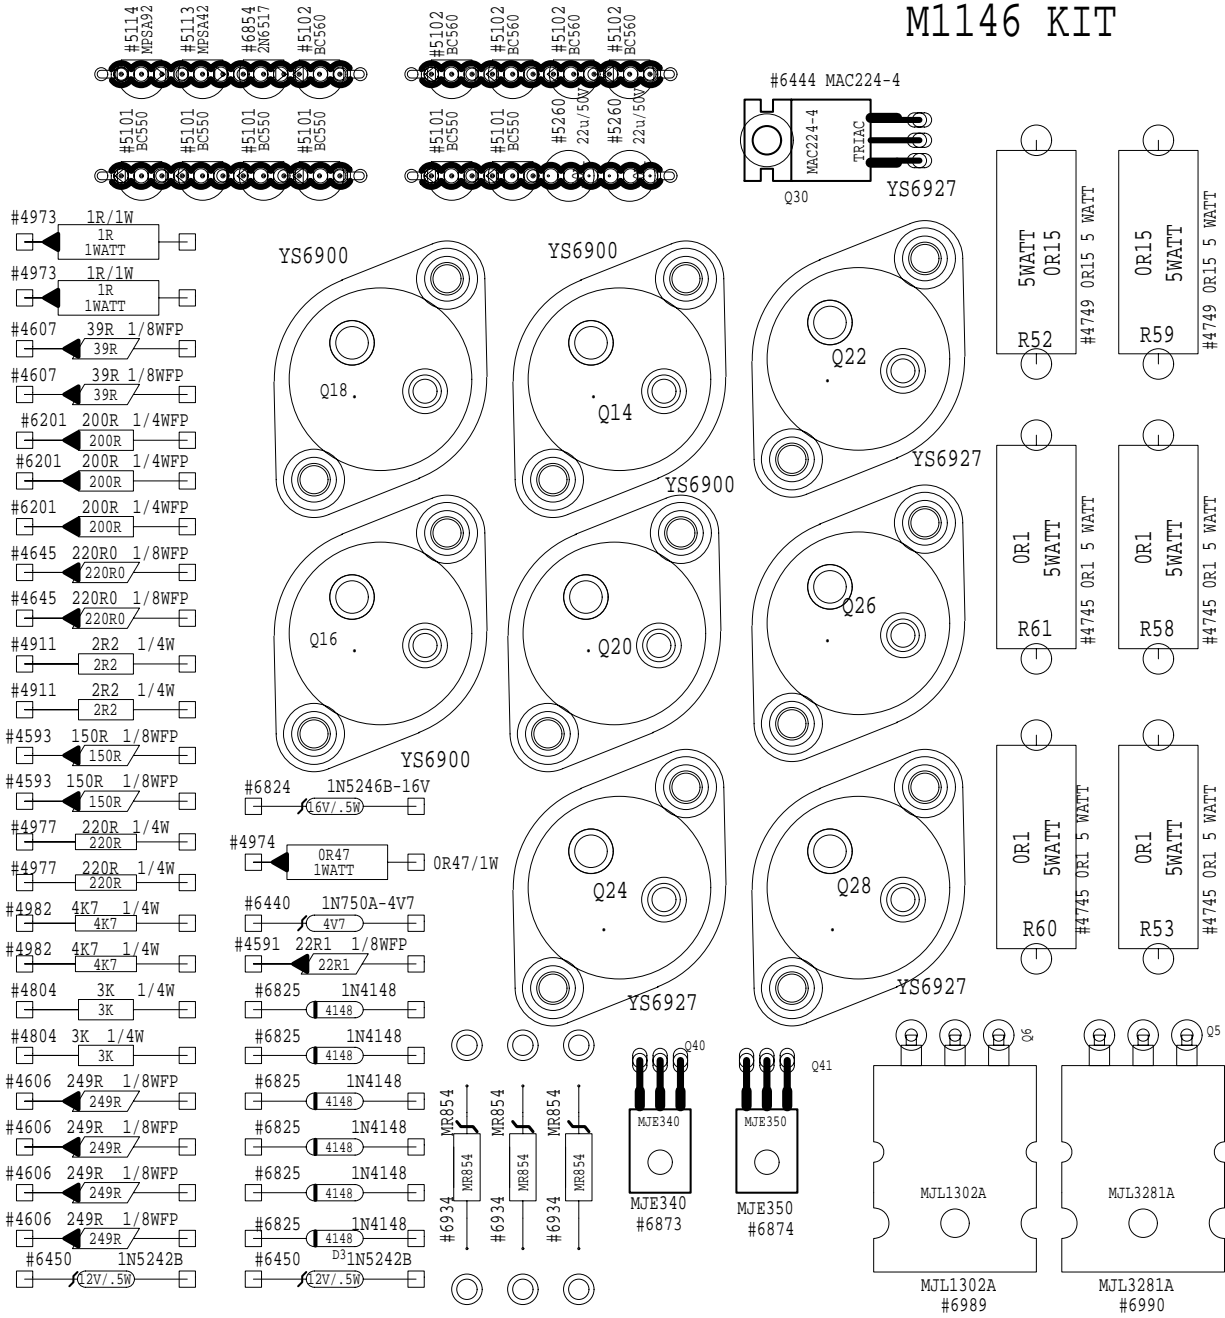 M1146 KIT
#5114
MPSA92
#5113
MPSA42
#6854
2N6517
#5102
BC560
#5102
BC560
#5102
BC560
#5102
BC560
#5102
BC560
#5101
BC550
#5101
BC550
#5101
BC550
#5101
BC550
#5101
BC550
#5101
BC550
#5260
22u/50V
#5260
22u/50V
#6444 MAC224-4
MAC224-4
TRIAC
Q30
YS6927
#4973 1R/1W
1R
1WATT
#4973 1R/1W
1R
1WATT
#4607 39R 1/8WFP
39R
#4607 39R 1/8WFP
39R
#6201 200R 1/4WFP
200R
#6201 200R 1/4WFP
200R
#6201 200R 1/4WFP
200R
#4645 220R0 1/8WFP
220R0
#4645 220R0 1/8WFP
220R0
#4911 2R2 1/4W
2R2
#4911 2R2 1/4W
2R2
#4593 150R 1/8WFP
150R
#4593 150R 1/8WFP
150R
#4977 220R 1/4W
220R
#4977 220R 1/4W
220R
#4982 4K7 1/4W
4K7
#4982 4K7 1/4W
4K7
#4804 3K 1/4W
3K
#4804 3K 1/4W
3K
#4606 249R 1/8WFP
249R
#4606 249R 1/8WFP
249R
#4606 249R 1/8WFP
249R
#4606 249R 1/8WFP
249R
#6450 1N5242B
12V/.5W
YS6900
Q18
YS6900
Q14
Q22
YS6927
Q16
YS6900
YS6900
Q20
Q26
Q24
YS6927
Q28
YS6927
#6824 1N5246B-16V
16V/.5W
#4974
0R47
1WATT
0R47/1W
#6440 1N750A-4V7
4V7
#4591 22R1 1/8WFP
22R1
#6825 1N4148
4148
#6825 1N4148
4148
#6825 1N4148
4148
#6825 1N4148
4148
#6825 1N4148
4148
#6825 1N4148
4148
#6450 D3 1N5242B
12V/.5W
MR854
MR854
#6934
MR854
MR854
#6934
MR854
MR854
#6934
Q40
MJE340
MJE340
#6873
Q41
MJE350
MJE350
#6874
5WATT
0R15
R52
#4749 0R15 5 WATT
0R15
5WATT
R59
#4749 0R15 5 WATT
0R1
5WATT
R61
#4745 0R1 5 WATT
0R1
5WATT
R58
#4745 0R1 5 WATT
0R1
5WATT
R60
#4745 0R1 5 WATT
0R1
5WATT
R53
#4745 0R1 5 WATT
Q6
MJL1302A
MJL1302A
#6989
Q5
MJL3281A
MJL3281A
#6990